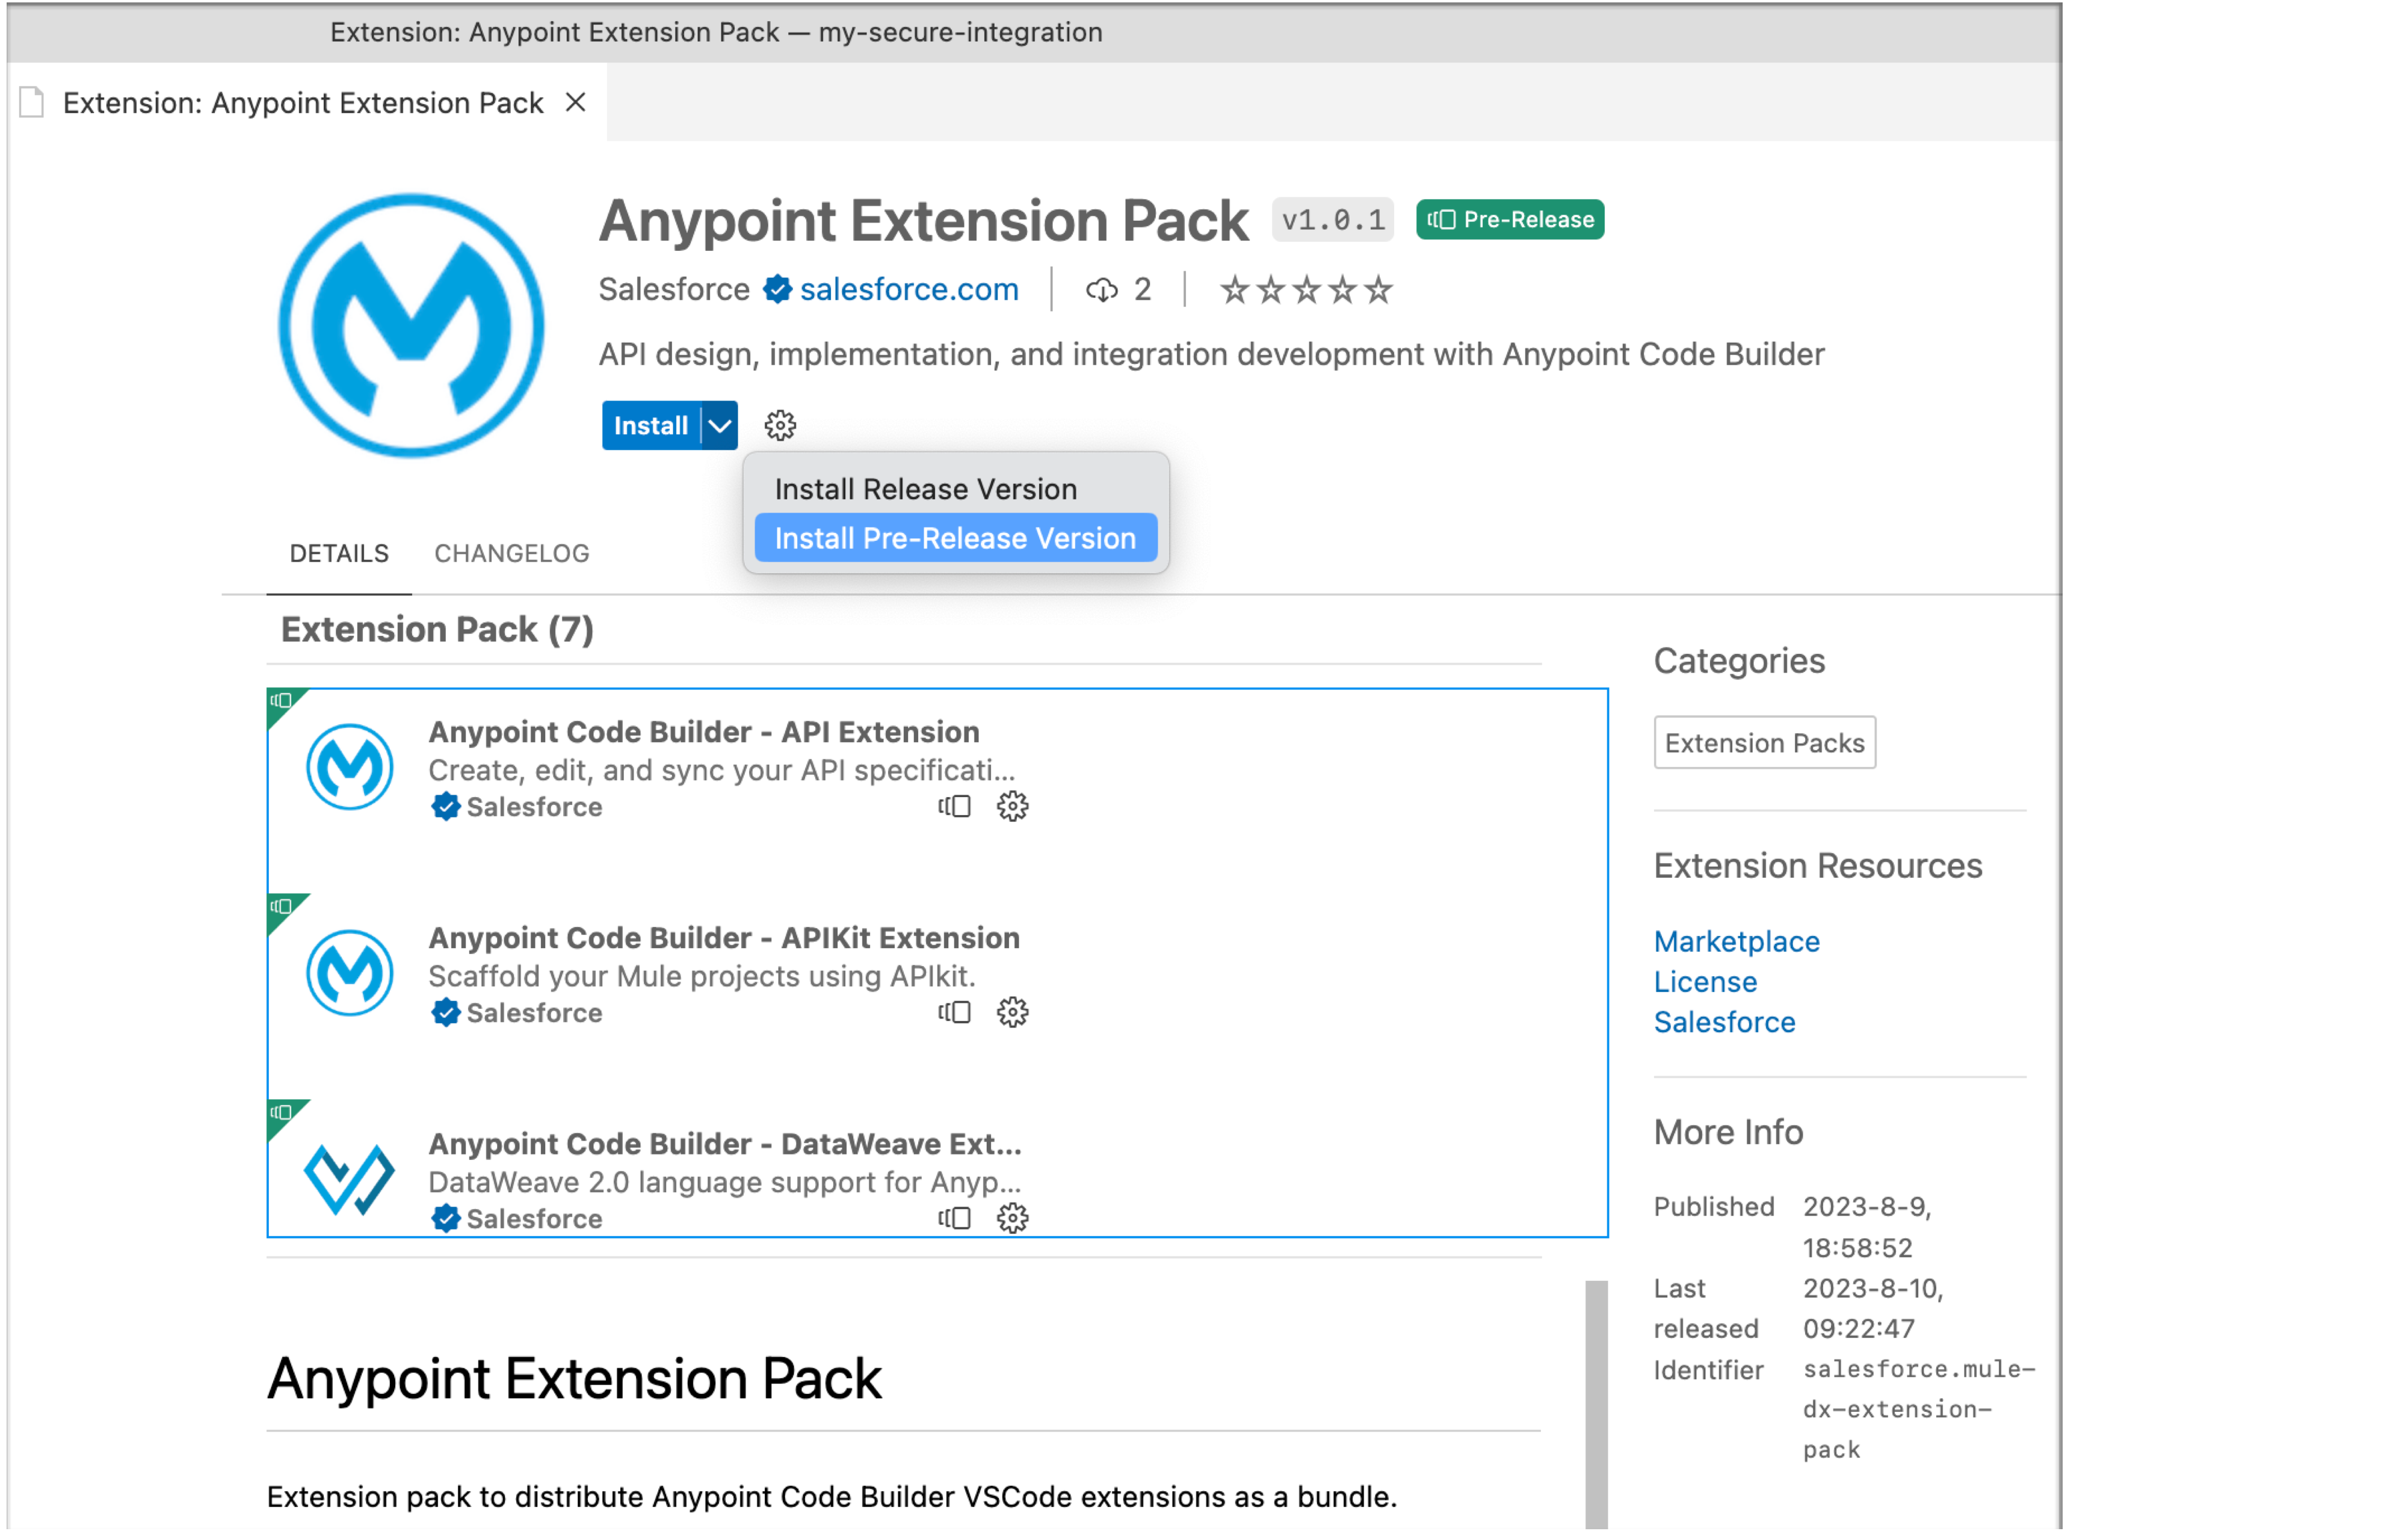 Extension: Anypoint Extension Pack — my-secure-integration
Extension: Anypoint Extension Pack
Anypoint Extension Pack v1.0.1 Pre-Release
Salesforce salesforce.com 2
API design, implementation, and integration development with Anypoint Code Builder
Install
Install Release Version
Install Pre-Release Version
DETAILS CHANGELOG
Extension Pack (7)
Anypoint Code Builder - API Extension
Create, edit, and sync your API specificati...
Salesforce
Anypoint Code Builder - APIKit Extension
Scaffold your Mule projects using APIkit.
Salesforce
Anypoint Code Builder - DataWeave Ext...
DataWeave 2.0 language support for Anyp...
Salesforce
Anypoint Extension Pack
Extension pack to distribute Anypoint Code Builder VSCode extensions as a bundle.
Categories
Extension Packs
Extension Resources
Marketplace
License
Salesforce
More Info
Published 2023-8-9,
18:58:52
Last 2023-8-10,
released 09:22:47
Identifier salesforce.mule-
dx-extension-
pack